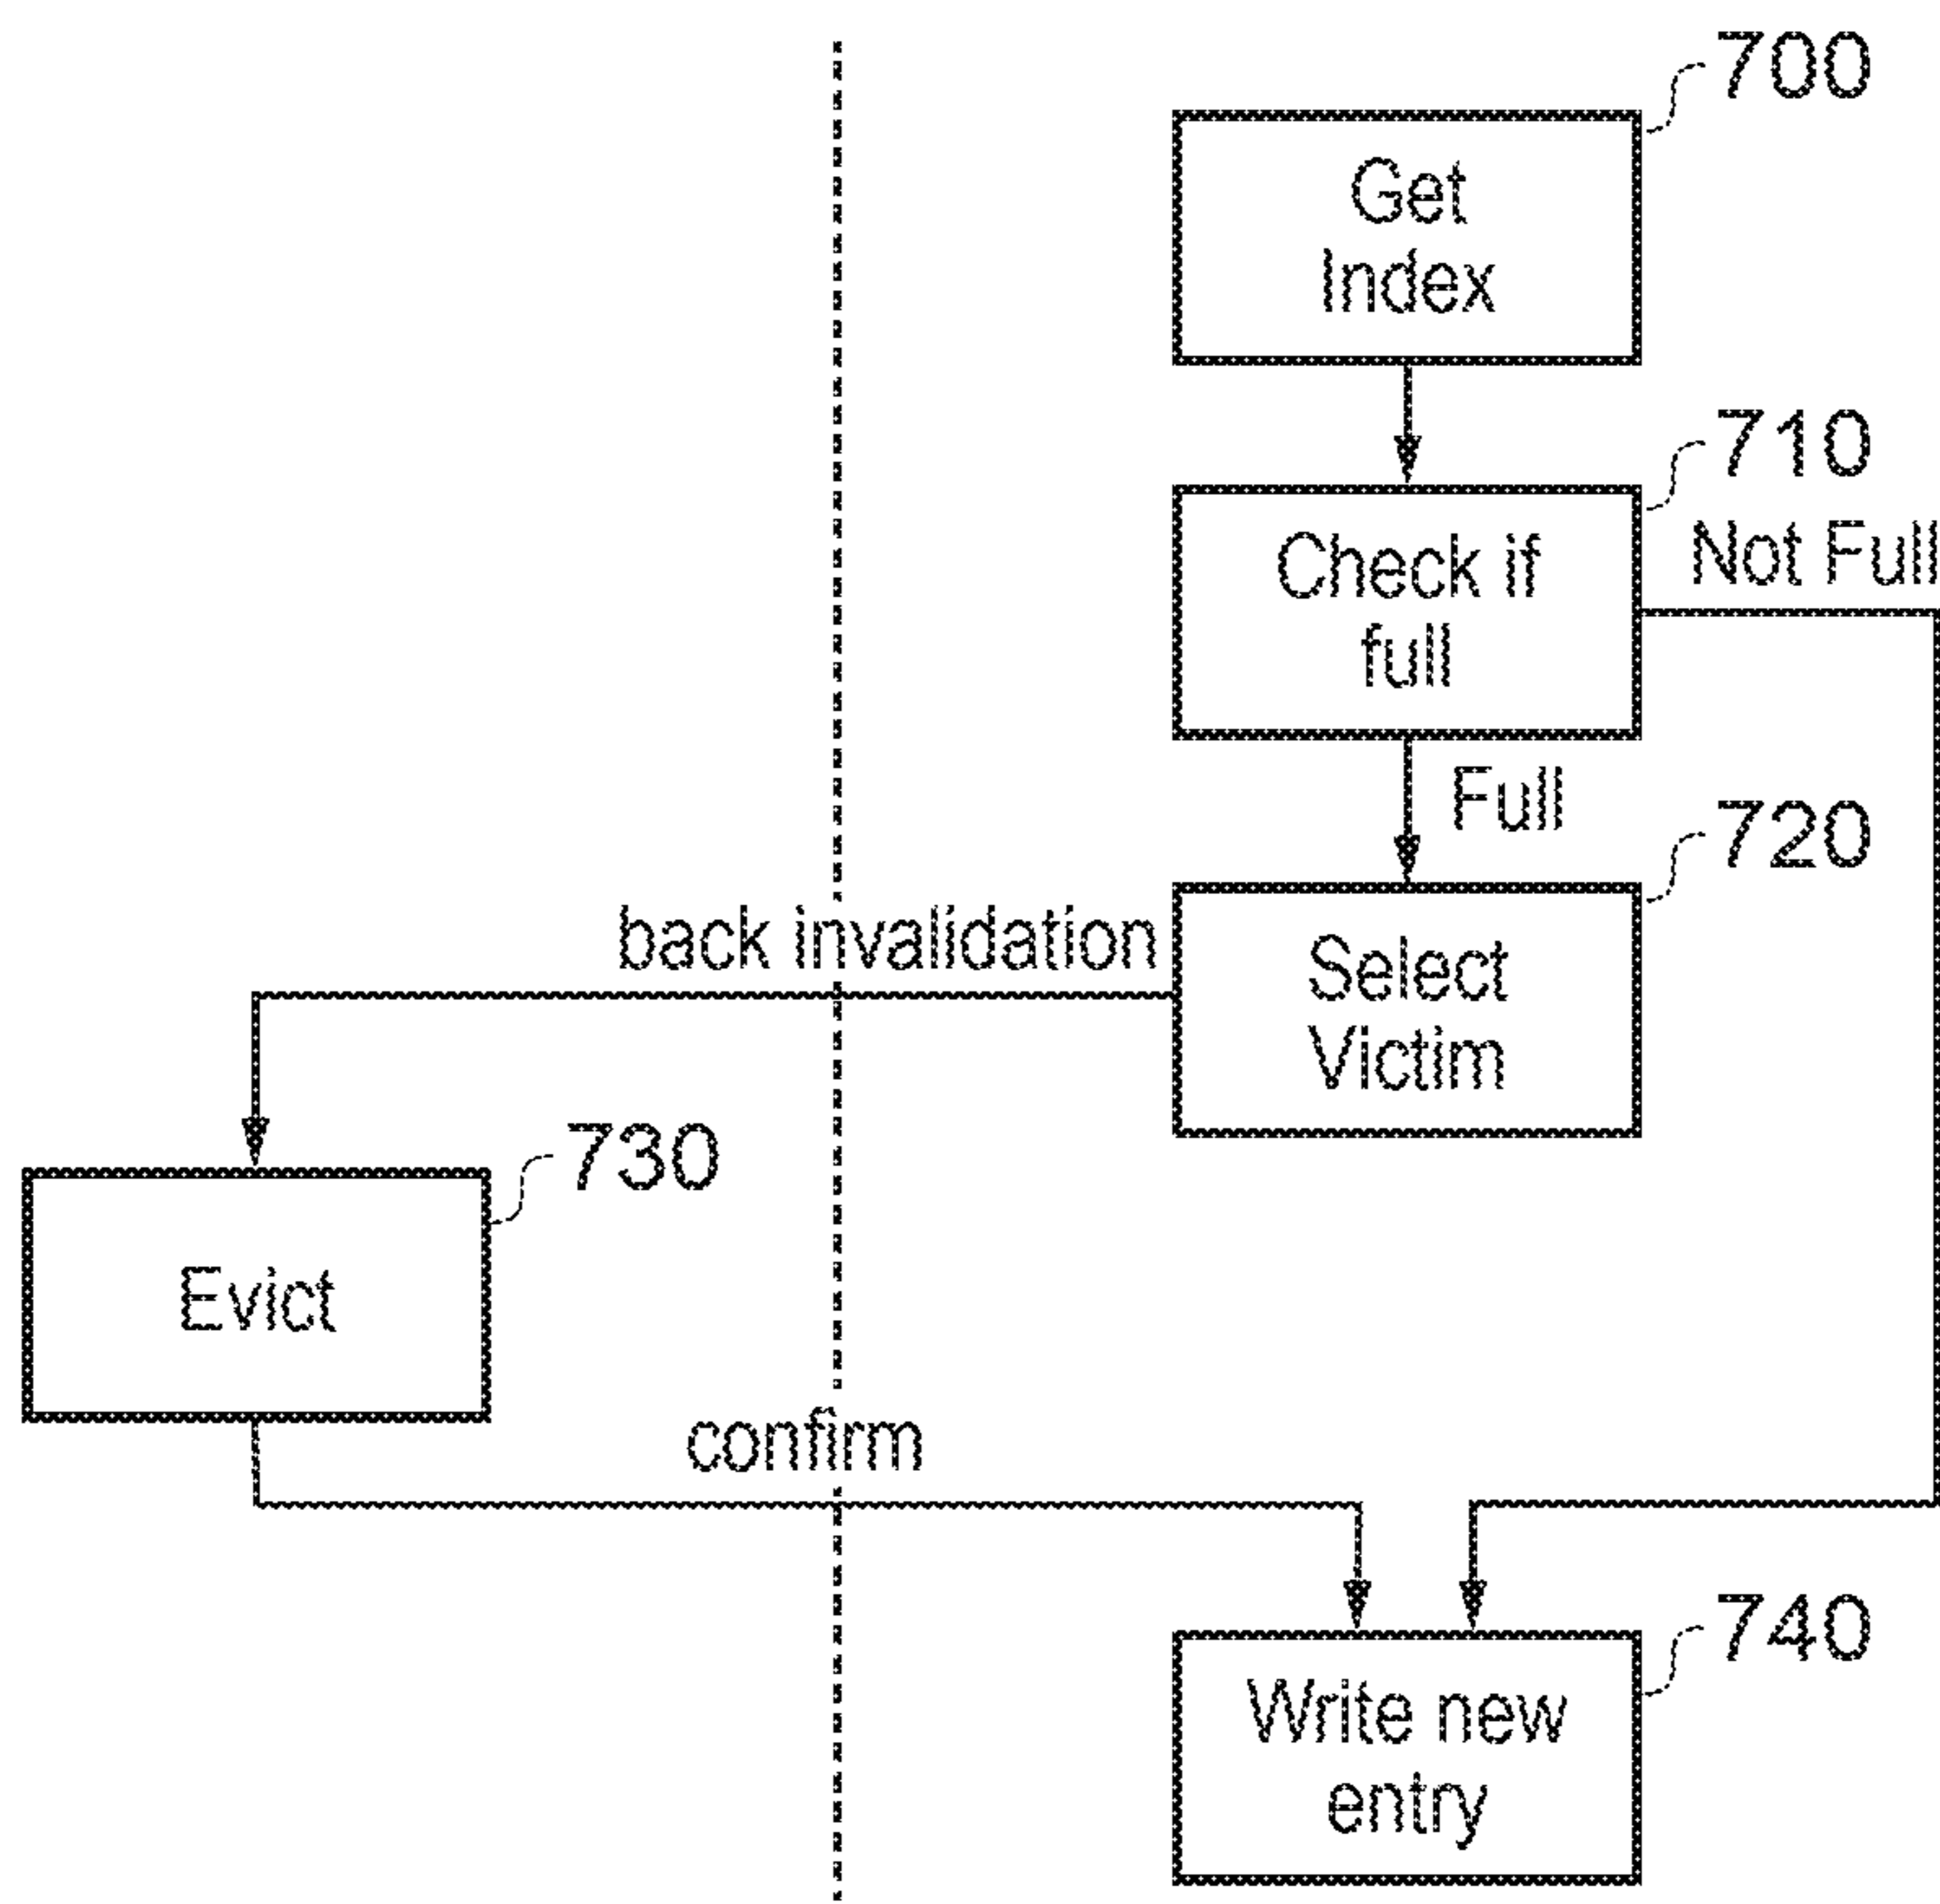 700
Get
Index
710
Not Full
Check if
full
Full
720
back invalidation
Select
Victim
730
Evict
confirm
740
Write new
entry